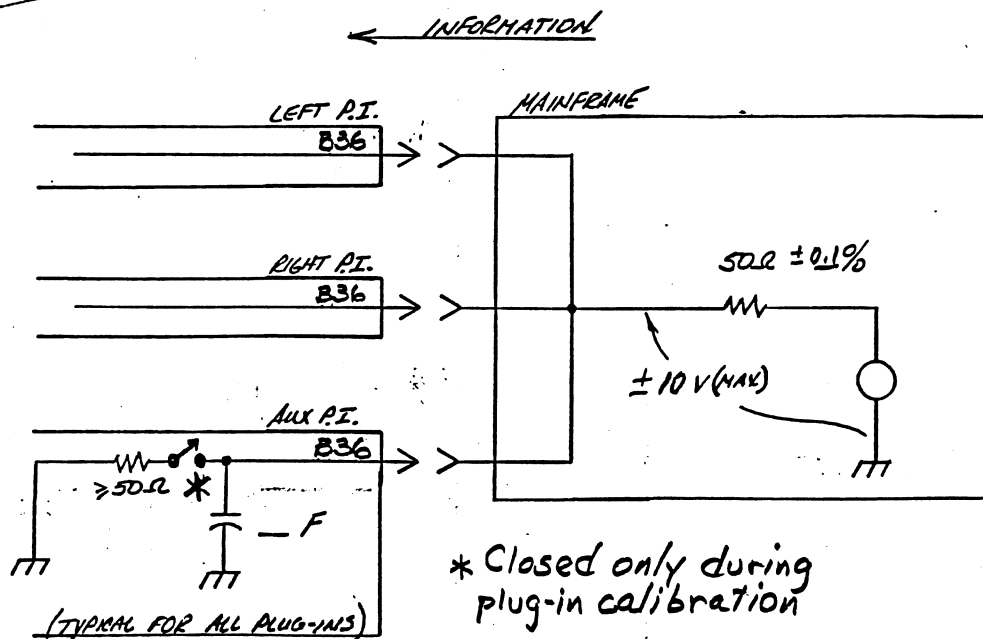 INFORMATION
LEFT P.I.
B36
MAINFRAME
RIGHT P.I.
B36
50Ω ±0.1%
±10 V (MAX)
AUX P.I.
B36
≥50Ω *
_ F
* Closed only during
plug-in calibration
(TYPICAL FOR ALL PLUG-INS)